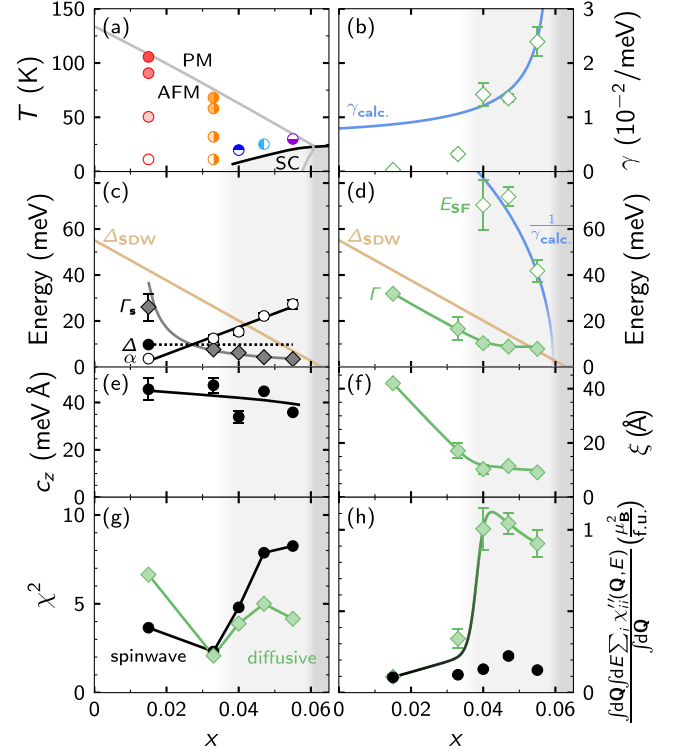 150
100
50
0
T (K)
(a)
PM
AFM
SC
(b)
γcalc.
3
2
1
0
γ (10⁻²/meV)
60
40
20
0
Energy (meV)
(c)
ΔSDW
Γs
Δ
α
(d)
ESF
1/γcalc.
ΔSDW
Γ
60
40
20
0
Energy (meV)
40
20
0
cz (meV Å)
(e)
(f)
40
20
0
ξ (Å)
10
5
0
χ²
(g)
spinwave
diffusive
(h)
1
0
∫dQ∫dE∑i χ''ii(Q,E) / ∫dQ (μ²B / f.u.)
0 0.02 0.04 0.06
x
0 0.02 0.04 0.06
x